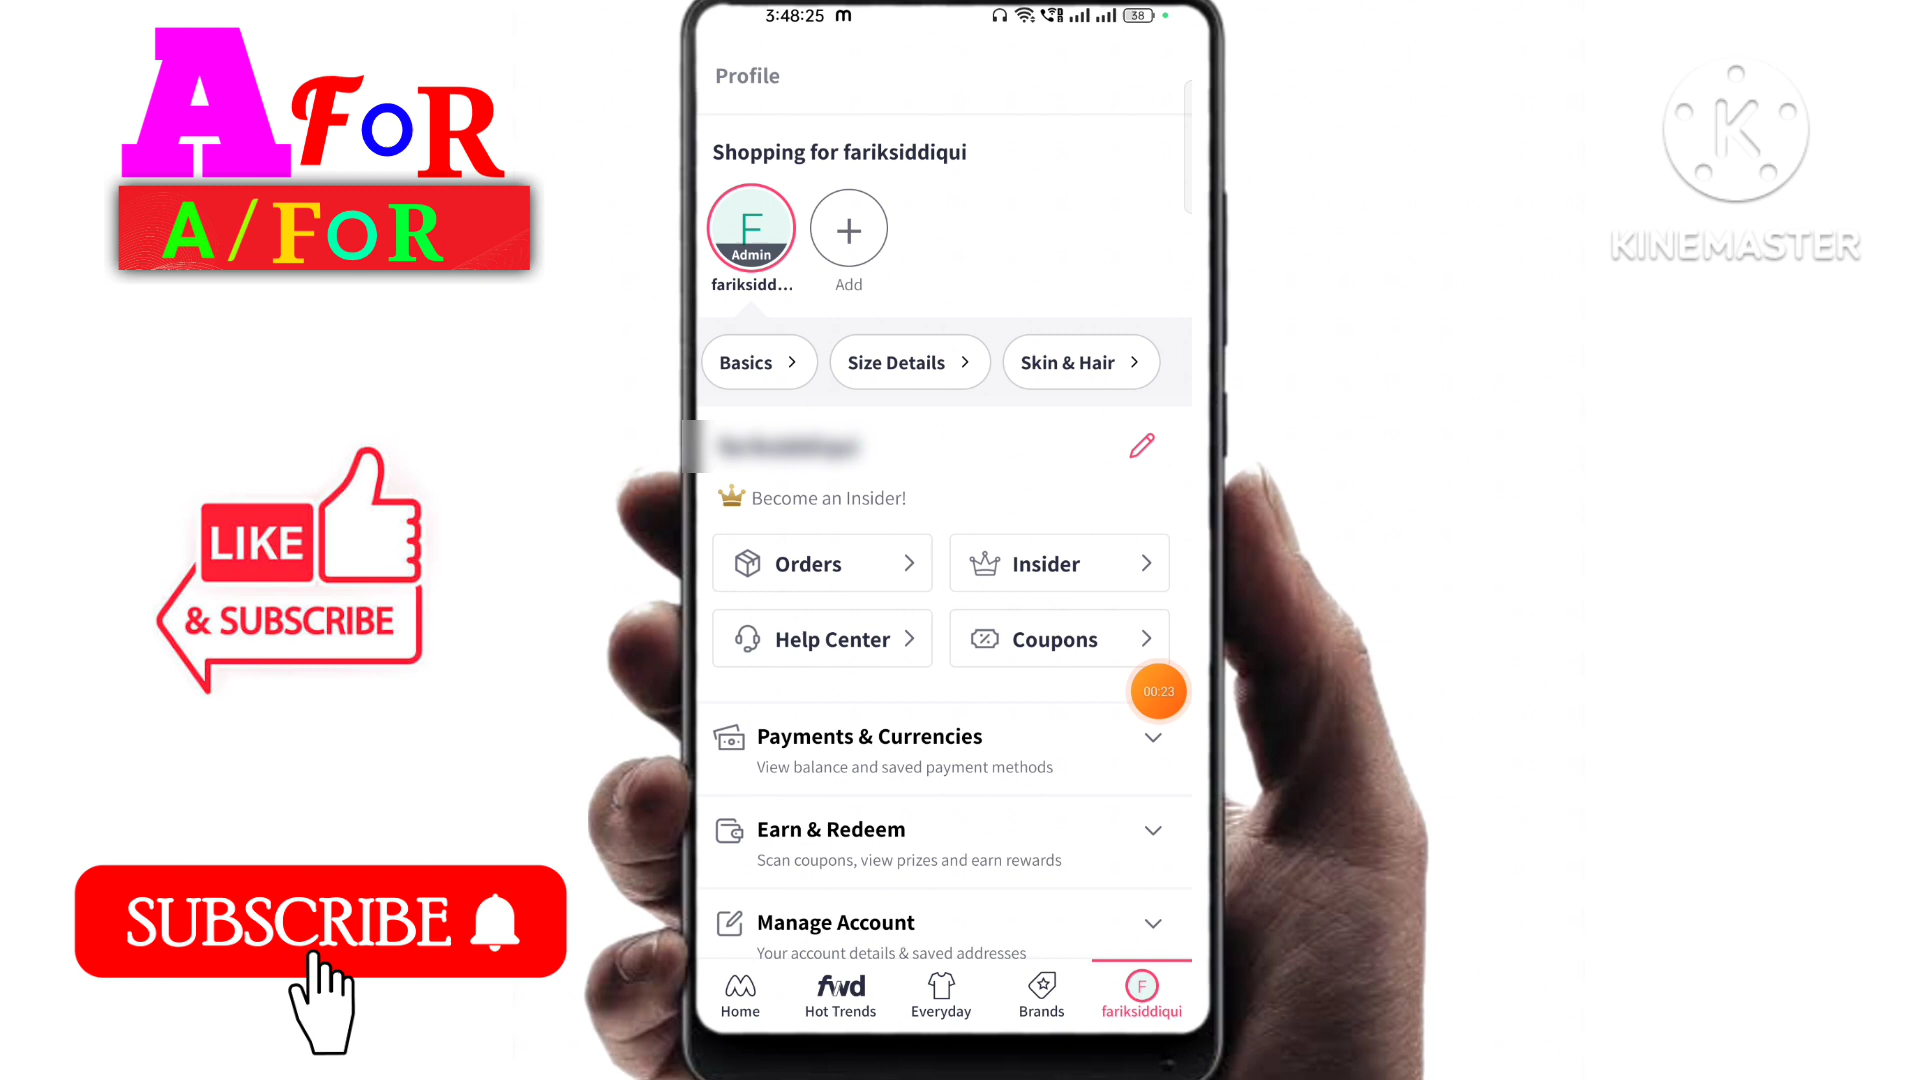 A FoR
A/FoR
LIKE
& SUBSCRIBE
SUBSCRIBE
3:48:25
38
Profile
Shopping for fariksiddiqui
F
Admin
fariksidd...
Add
Basics
Size Details
Skin & Hair
Become an Insider!
Orders
Insider
Help Center
Coupons
00:23
Payments & Currencies
View balance and saved payment methods
Earn & Redeem
Scan coupons, view prizes and earn rewards
Manage Account
Your account details & saved addresses
Home
fwd
Hot Trends
Everyday
Brands
F
fariksiddiqui
K
KINEMASTER